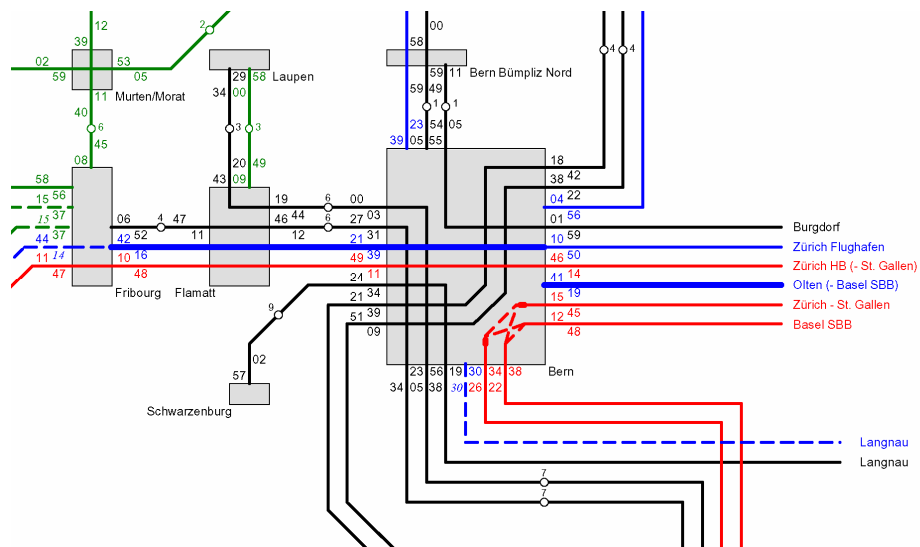 12 2 00
39 58 4 4
02 53 29 58 59 11 Bern Bümpliz Nord
59 05 34 00 Laupen 59 49
11 Murten/Morat
40 1 1
6 3 3 23 54 05
45 39 05 55
08 20 49 18
58 43 09 38 42
56 19 6 00 04 22
15 37 03 01 56
15 06 4 47 46 44 6 27 59 Burgdorf
37 52 11 12 31
44 42 21 10 Zürich Flughafen
14 16 39 50
11 10 49 46 Zürich HB (- St. Gallen)
47 48 11 14
24 41 Olten (- Basel SBB)
Fribourg Flamatt 21 34 19
9 15 Zürich - St. Gallen
39 45
51 12 Basel SBB
09 48
02 23 56 19 30 34 38 Bern
57 34 05 38 30 26 22
Schwarzenburg
Langnau
Langnau
7
7